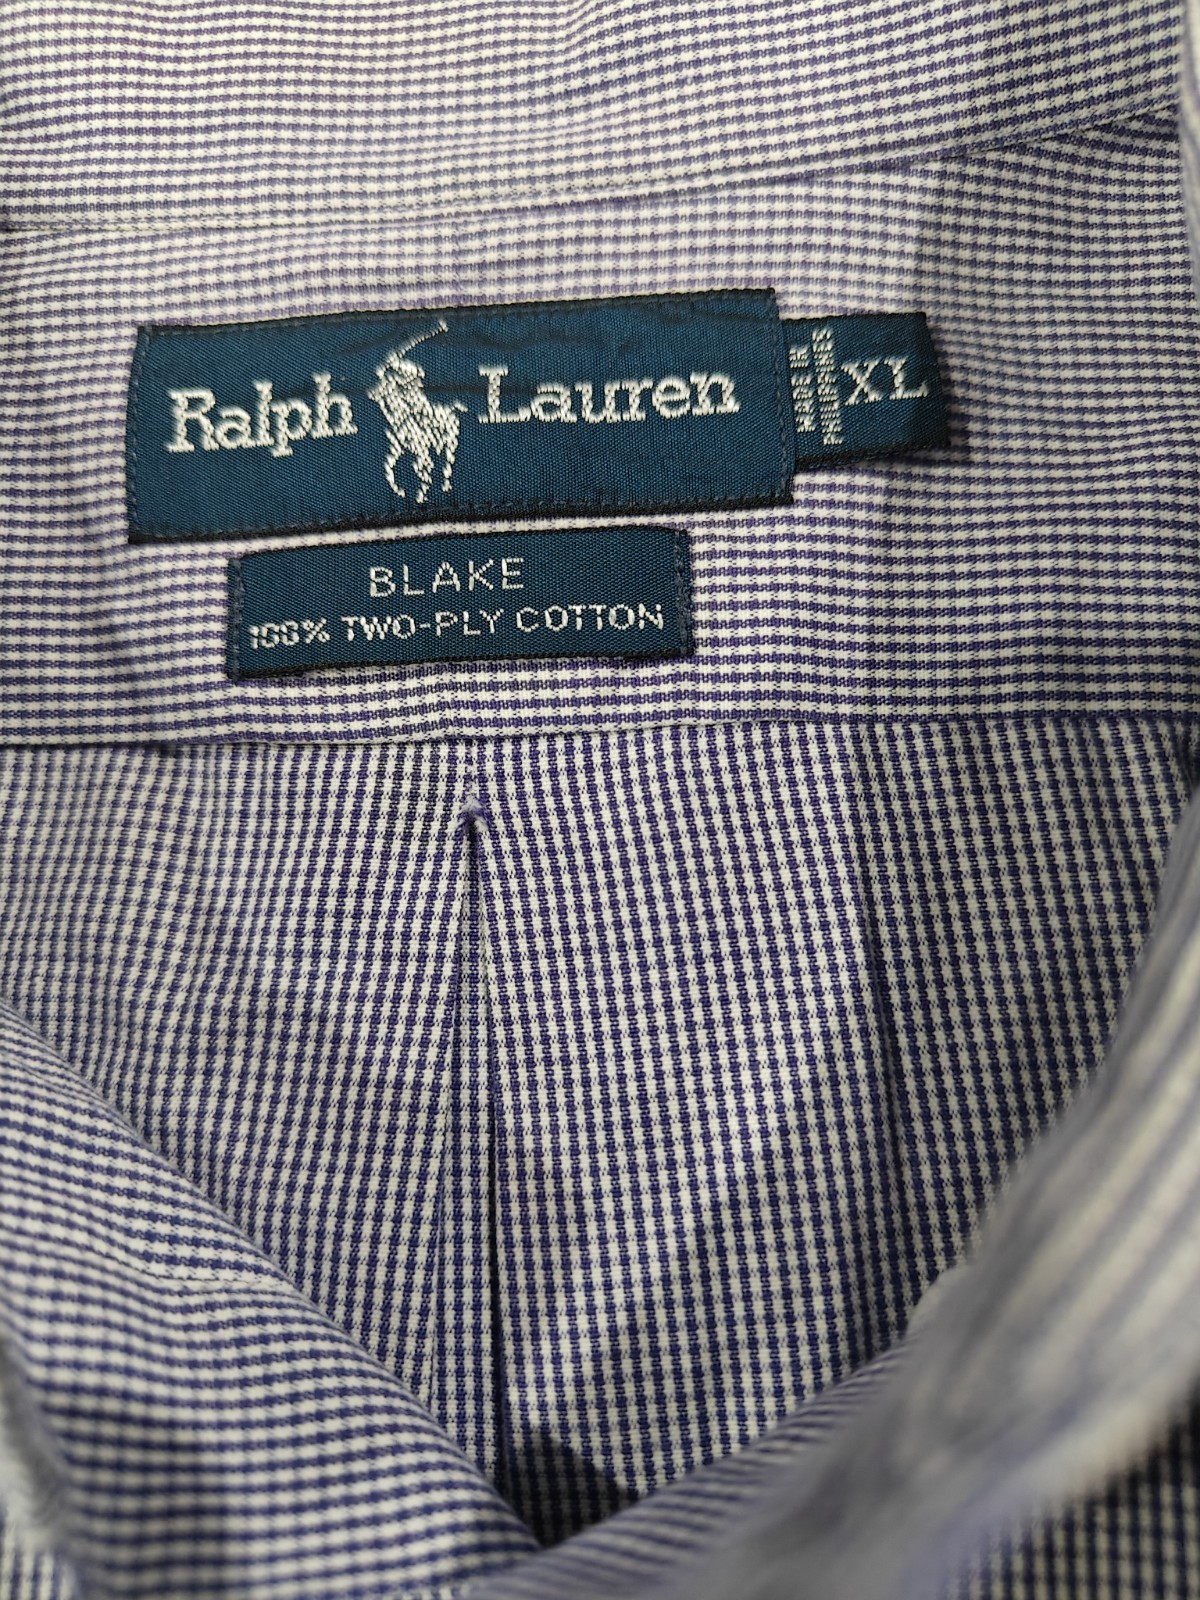 Ralph Lauren
XL
BLAKE
100% TWO-PLY COTTON